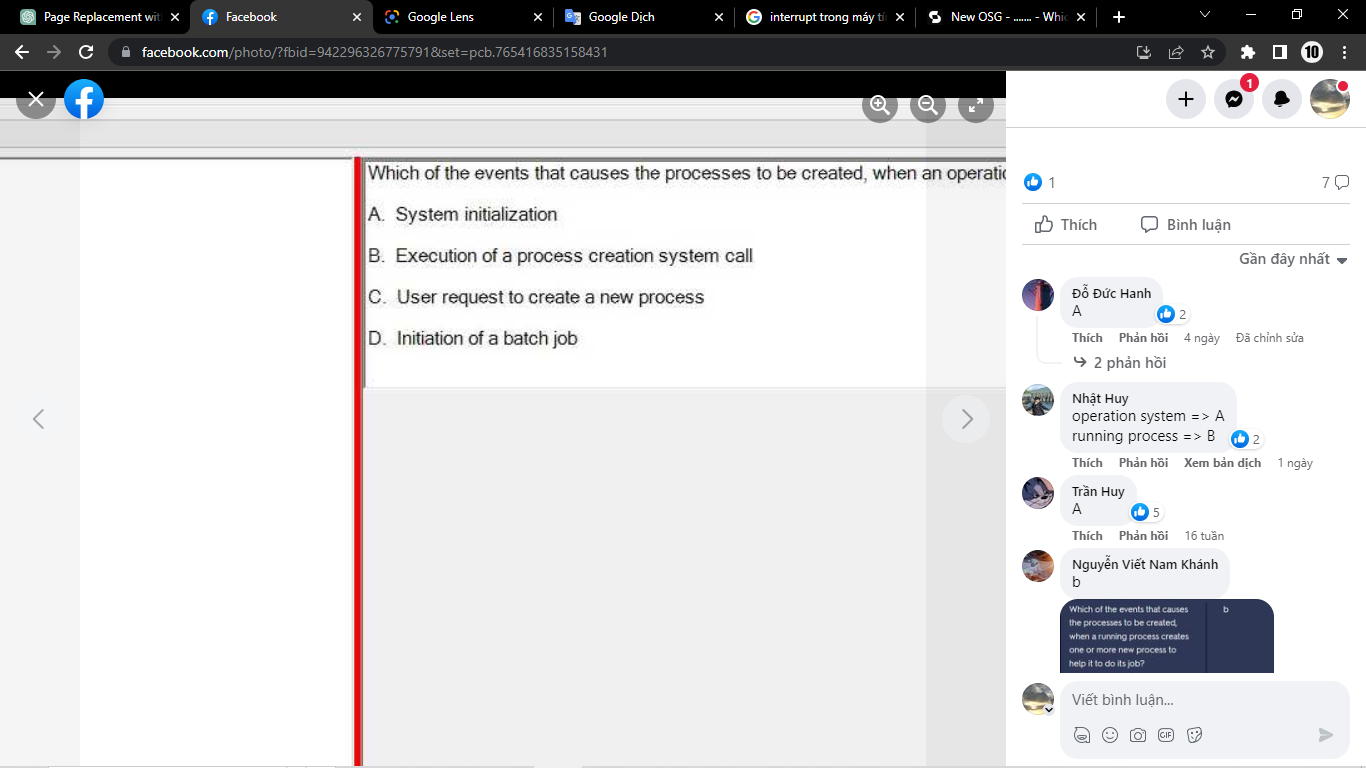 Page Replacement wit
Facebook
Google Lens
Google Dịch
interrupt trong máy tí
New OSG - ....... - Whic
facebook.com/photo/?fbid=942296326775791&set=pcb.765416835158431
10
1
Which of the events that causes the processes to be created, when an operatio
A. System initialization
B. Execution of a process creation system call
C. User request to create a new process
D. Initiation of a batch job
1
7
Thích
Bình luận
Gần đây nhất
Đỗ Đức Hanh
A
2
Thích Phản hồi 4 ngày Đã chỉnh sửa
2 phản hồi
Nhật Huy
operation system => A
running process => B
2
Thích Phản hồi Xem bản dịch 1 ngày
Trần Huy
A
5
Thích Phản hồi 16 tuần
Nguyễn Viết Nam Khánh
b
Which of the events that causes
the processes to be created,
when a running process creates
one or more new process to
help it to do its job?
b
Viết bình luận...
GIF